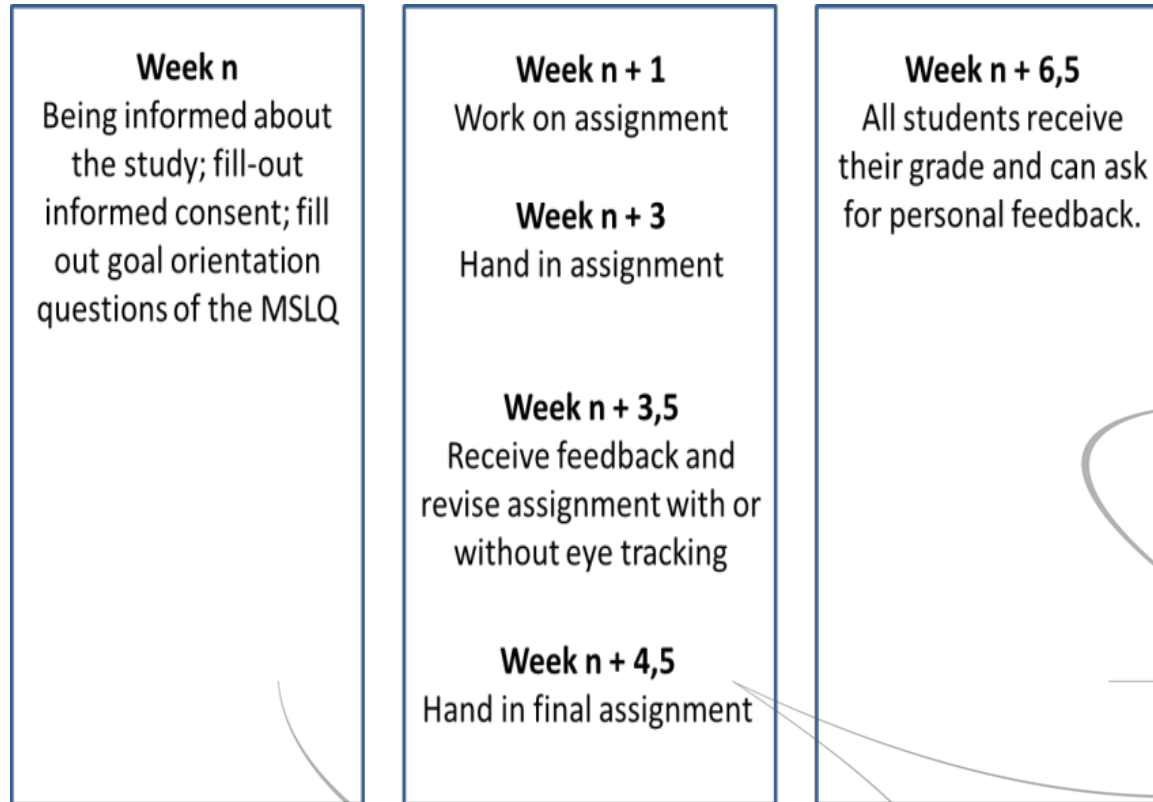 Week n
Being informed about
the study; fill-out
informed consent; fill
out goal orientation
questions of the MSLQ
Week n + 1
Work on assignment
Week n + 3
Hand in assignment
Week n + 3,5
Receive feedback and
revise assignment with or
without eye tracking
Week n + 4,5
Hand in final assignment
Week n + 6,5
All students receive
their grade and can ask
for personal feedback.